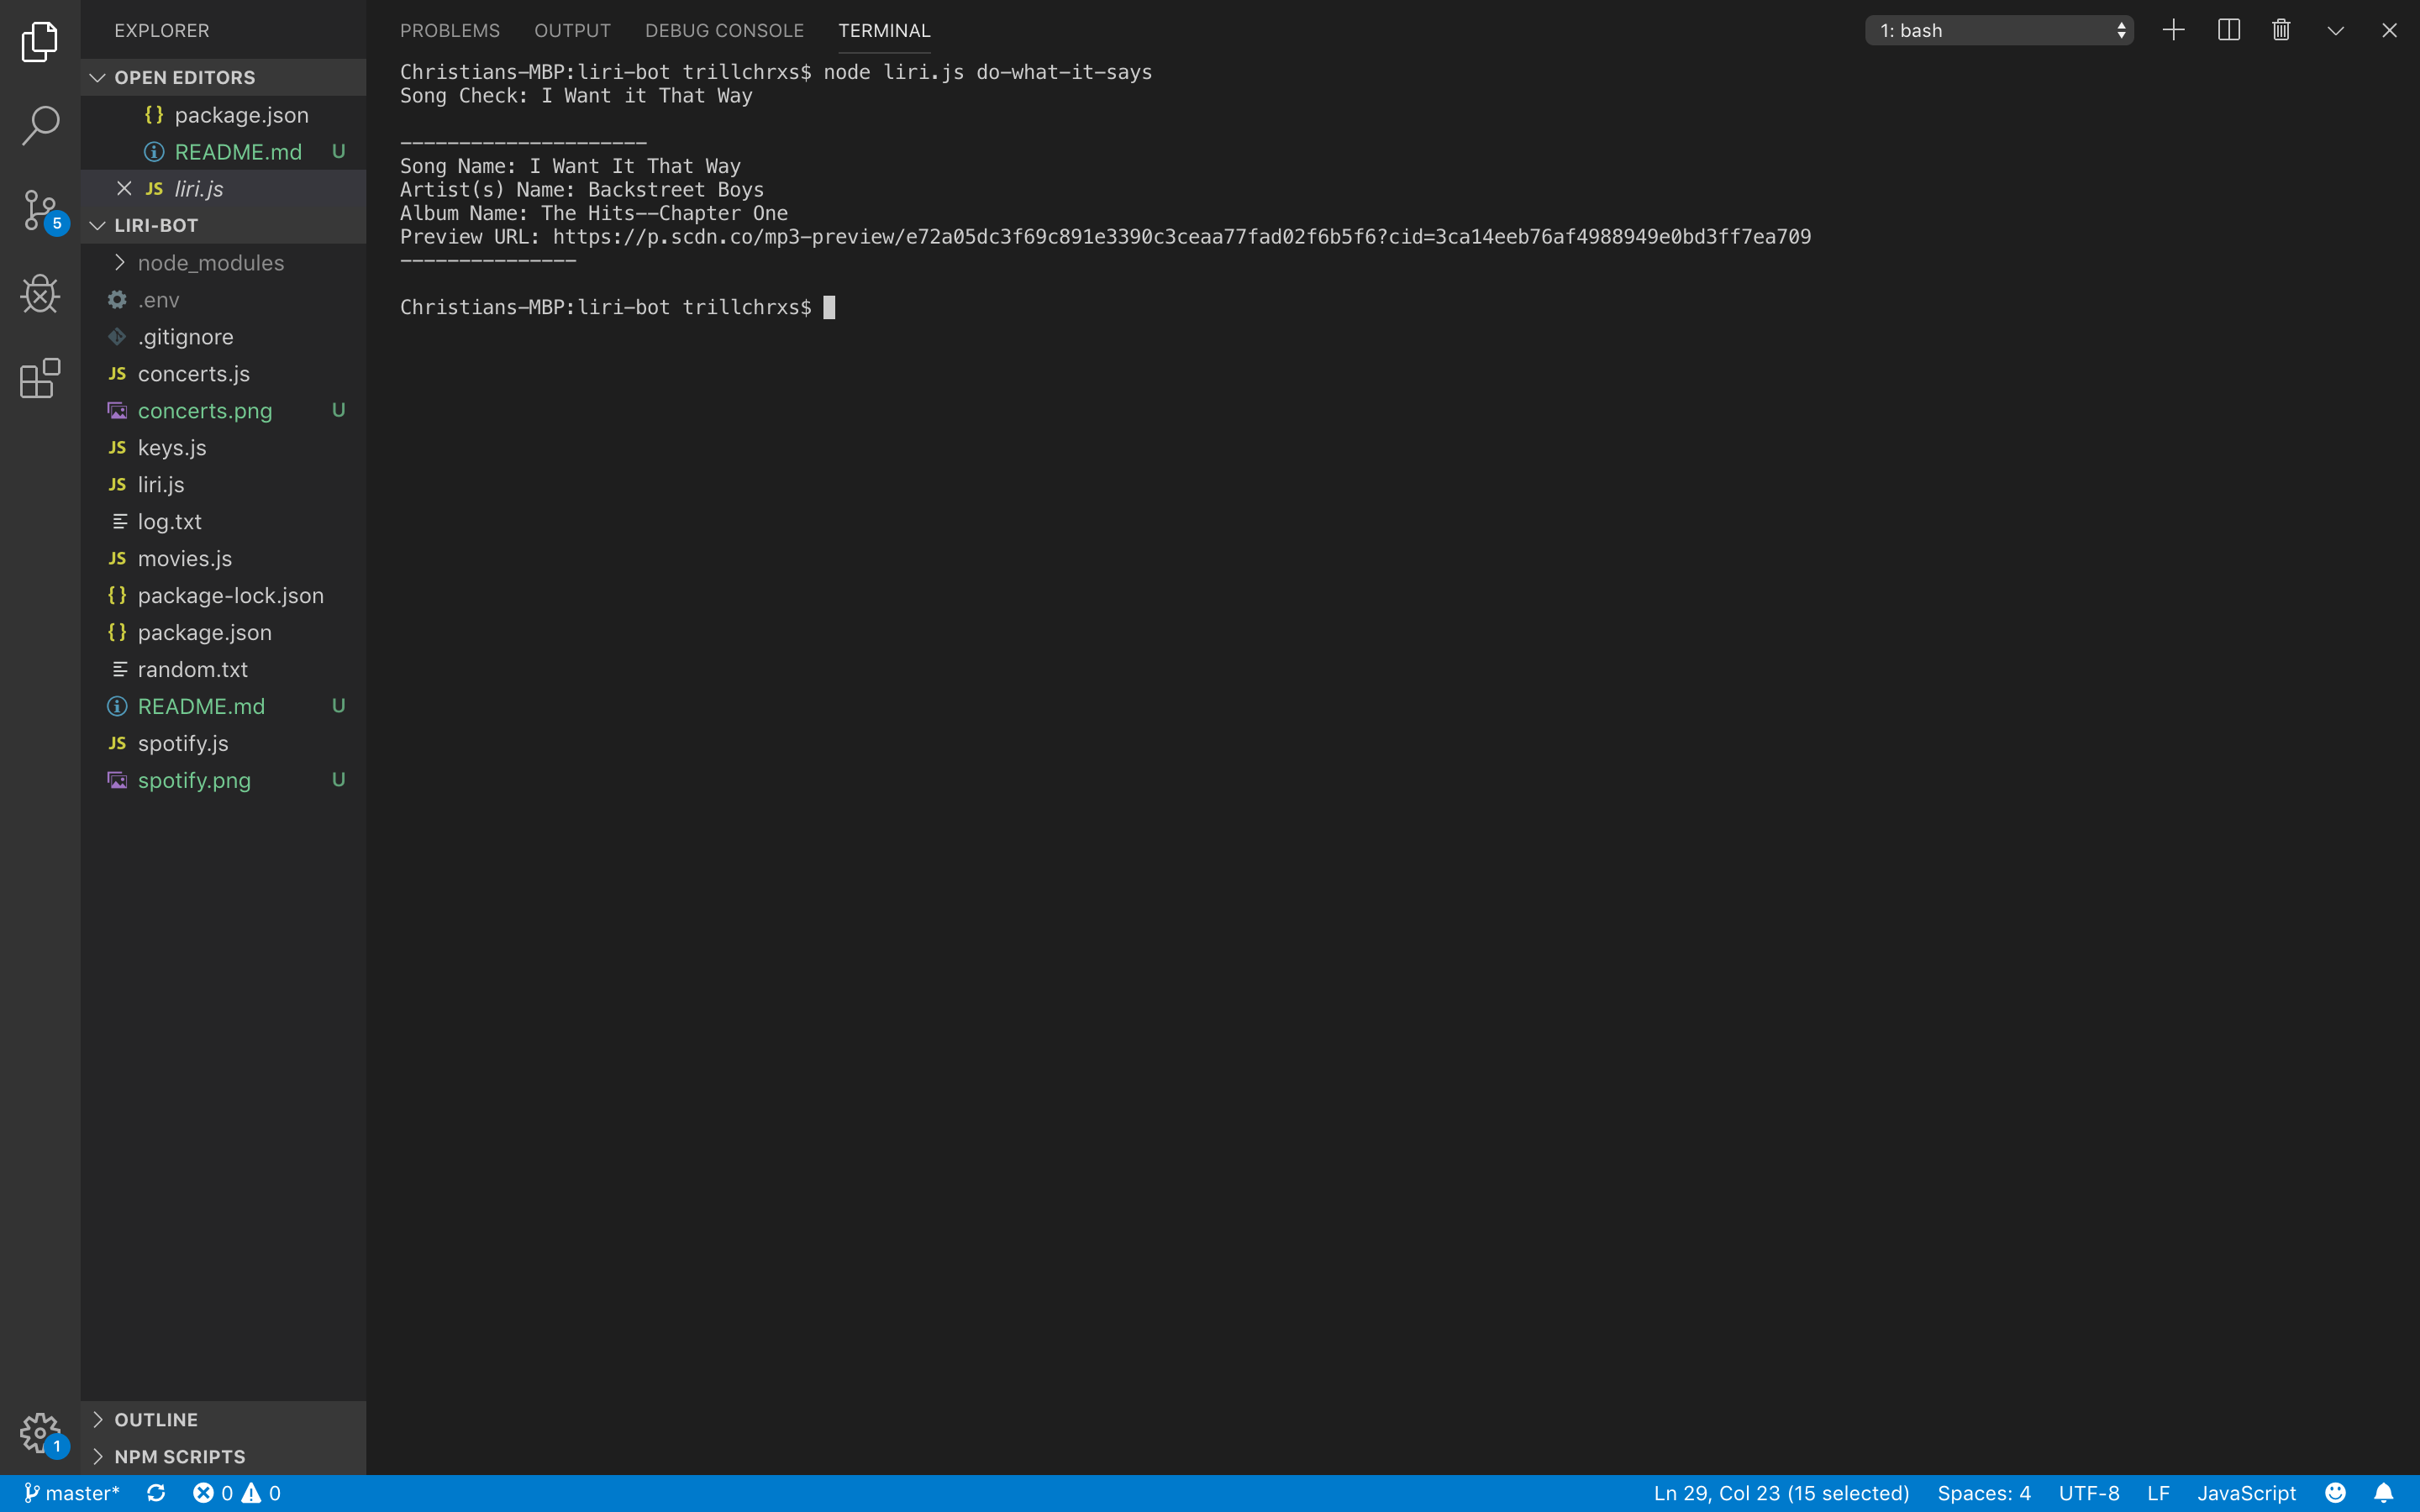 EXPLORER
OPEN EDITORS
{} package.json
README.md U
JS liri.js
LIRI-BOT
node_modules
.env
.gitignore
JS concerts.js
concerts.png U
JS keys.js
JS liri.js
log.txt
JS movies.js
{} package-lock.json
{} package.json
random.txt
README.md U
JS spotify.js
spotify.png U
OUTLINE
NPM SCRIPTS
5
1
PROBLEMS OUTPUT DEBUG CONSOLE TERMINAL
1: bash
Christians-MBP:liri-bot trillchrxs$ node liri.js do-what-it-says
Song Check: I Want it That Way
---------------------
Song Name: I Want It That Way
Artist(s) Name: Backstreet Boys
Album Name: The Hits--Chapter One
Preview URL: https://p.scdn.co/mp3-preview/e72a05dc3f69c891e3390c3ceaa77fad02f6b5f6?cid=3ca14eeb76af4988949e0bd3ff7ea709
---------------
Christians-MBP:liri-bot trillchrxs$
master* 0 0 Ln 29, Col 23 (15 selected) Spaces: 4 UTF-8 LF JavaScript